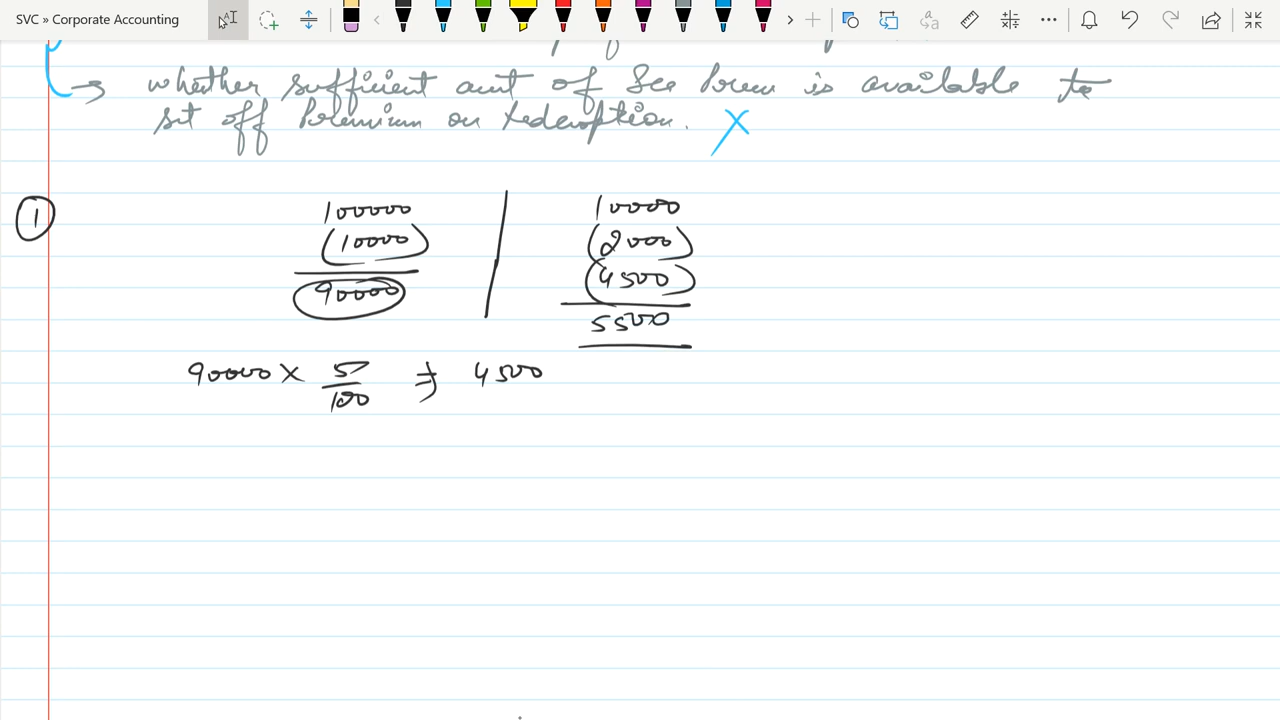 SVC » Corporate Accounting
→ whether sufficient amt of Sec Prem is available to
set off Premium on redemption. X
① 100000 10000
(10000) (2000)
90000 (4500)
5500
90000 × 5/100 ⇒ 4500